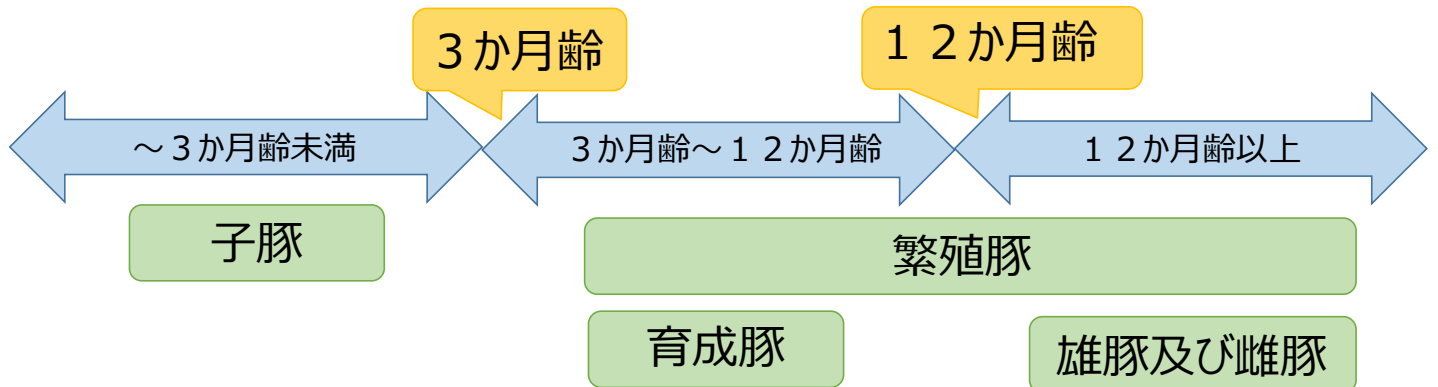 ３か月齢
１２か月齢
～３か月齢未満
３か月齢～１２か月齢
１２か月齢以上
子豚
繁殖豚
育成豚
雄豚及び雌豚